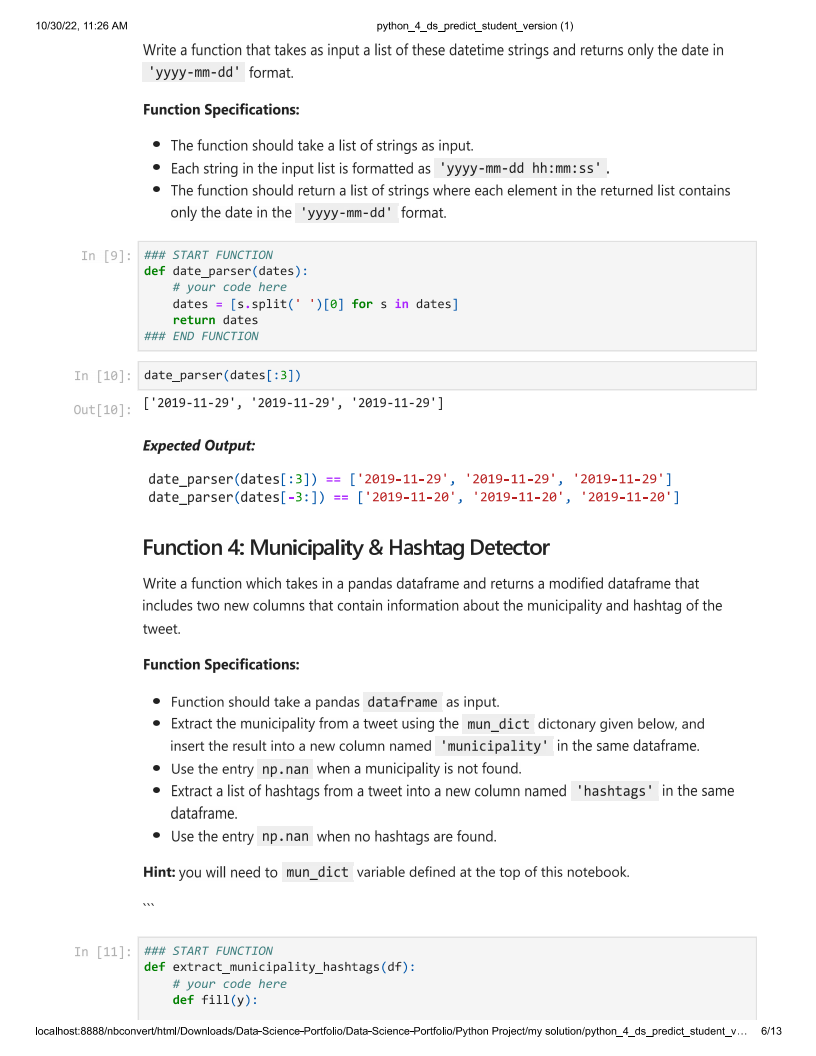 10/30/22, 11:26 AM python_4_ds_predict_student_version (1)
Write a function that takes as input a list of these datetime strings and returns only the date in
'yyyy-mm-dd' format.
Function Specifications:
• The function should take a list of strings as input.
• Each string in the input list is formatted as 'yyyy-mm-dd hh:mm:ss'.
• The function should return a list of strings where each element in the returned list contains
only the date in the 'yyyy-mm-dd' format.
In [9]: ### START FUNCTION
def date_parser(dates):
    # your code here
    dates = [s.split(' ')[0] for s in dates]
    return dates
### END FUNCTION
In [10]: date_parser(dates[:3])
Out[10]: ['2019-11-29', '2019-11-29', '2019-11-29']
Expected Output:
date_parser(dates[:3]) == ['2019-11-29', '2019-11-29', '2019-11-29']
date_parser(dates[-3:]) == ['2019-11-20', '2019-11-20', '2019-11-20']
Function 4: Municipality & Hashtag Detector
Write a function which takes in a pandas dataframe and returns a modified dataframe that
includes two new columns that contain information about the municipality and hashtag of the
tweet.
Function Specifications:
• Function should take a pandas dataframe as input.
• Extract the municipality from a tweet using the mun_dict dictonary given below, and
insert the result into a new column named 'municipality' in the same dataframe.
• Use the entry np.nan when a municipality is not found.
• Extract a list of hashtags from a tweet into a new column named 'hashtags' in the same
dataframe.
• Use the entry np.nan when no hashtags are found.
Hint: you will need to mun_dict variable defined at the top of this notebook.
```
In [11]: ### START FUNCTION
def extract_municipality_hashtags(df):
    # your code here
    def fill(y):
localhost:8888/nbconvert/html/Downloads/Data-Science-Portfolio/Data-Science-Portfolio/Python Project/my solution/python_4_ds_predict_student_v… 6/13